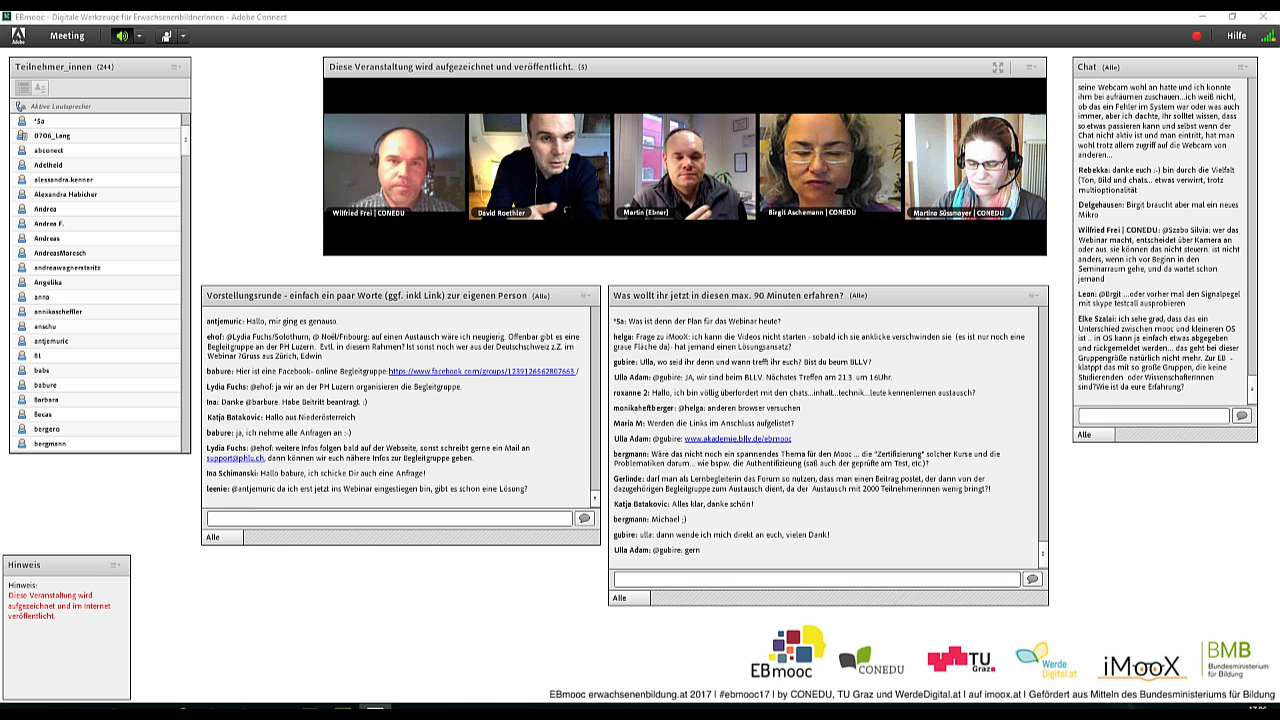 EBmooc - Digitale Werkzeuge für ErwachsenenbildnerInnen - Adobe Connect
Adobe
Meeting
Hilfe
Teilnehmer_innen (244)
Aktive Lautsprecher
*Sa
0706_Lang
abconect
Adelheid
alessandra.kenner
Alexandra Habicher
Andrea
Andrea F.
Andreas
AndreasMaresch
andreawagnerstaritz
Angelika
anna
annikascheffler
anschu
antjemuric
B1
babs
babure
Barbara
Becas
bergero
bergmann
Diese Veranstaltung wird aufgezeichnet und veröffentlicht. (5)
Wilfried Frei | CONEDU
David Roethler
Martin (Ebner)
Birgit Aschemann | CONEDU
Martina Süssmayer | CONEDU
Vorstellungsrunde - einfach ein paar Worte (ggf. inkl Link) zur eigenen Person (Alle)
antjemuric: Hallo, mir ging es genauso
ehof: @Lydia Fuchs/Solothurn, @ Noël/Fribourg: auf einen Austausch wäre ich neugierig. Offenbar gibt es eine
Begleitgruppe an der PH Luzern. Evtl. in diesem Rahmen? Ist sonst noch wer aus der Deutschschweiz z.Z. im
Webinar ?Gruss aus Zürich, Edwin
babure: Hier ist eine Facebook- online Begleitgruppe:https://www.facebook.com/groups/1239126562807663 /
Lydia Fuchs: @ehof: ja wir an der PH Luzern organisieren die Begleitgruppe.
Ina: Danke @barbure. Habe Beitritt beantragt. :)
Katja Batakovic: Hallo aus Niederösterreich
babure: ja, ich nehme alle Anfragen an :-)
Lydia Fuchs: @ehof: weitere Infos folgen bald auf der Webseite, sonst schreibt gerne ein Mail an
support@phlu.ch, dann können wir euch nähere Infos zur Begleitgruppe geben.
Ina Schimanski: Hallo babure, ich schicke Dir auch eine Anfrage!
leenie: @antjemuric da ich erst jetzt ins Webinar eingestiegen bin, gibt es schon eine Lösung?
Alle
Was wollt ihr jetzt in diesen max. 90 Minuten erfahren? (Alle)
*Sa: Was ist denn der Plan für das Webinar heute?
helga: Frage zu iMooX: ich kann die Videos nicht starten - sobald ich sie anklicke verschwinden sie (es ist nur noch eine
graue Fläche da)- hat jemand einen Lösungsansatz?
gubire: Ulla, wo seid ihr denn und wann trefft ihr euch? Bist du beum BLLV?
Ulla Adam: @gubire: JA, wir sind beim BLLV. Nächstes Treffen am 21.3. um 16Uhr.
roxanne 2: Hallo, ich bin völlig überfordert mit den chats...inhalt...technik...leute kennenlernen austausch?
monikaheftberger: @helga: anderen browser versuchen
Maria M: Werden die Links im Anschluss aufgelistet?
Ulla Adam: @gubire: www.akademie.bllv.de/ebmooc
bergmann: Wäre das nicht noch ein spannendes Thema für den Mooc ... die "Zertifizierung" solcher Kurse und die
Problematiken darum... wie bspw. die Authentifizierung (saß auch der geprüfte am Test, etc.)?
Gerlinde: darf man als Lernbegleiterin das Forum so nutzen, dass man einen Beitrag postet, der dann von der
dazugehörigen Begleitgruppe zum Austausch dient, da der Austausch mit 2000 Teilnehmerinnen wenig bringt?!
Katja Batakovic: Alles klar, danke schön!
bergmann: Michael ;)
gubire: ulla: dann wende ich mich direkt an euch, vielen Dank!
Ulla Adam: @gubire: gern
Alle
Chat (Alle)
seine Webcam wohl an hatte und ich konnte
ihm bei aufräumen zuschauen...ich weiß nicht,
ob das ein Fehler im System war oder was auch
immer, aber ich dachte, ihr solltet wissen, dass
so etwas passieren kann und selbst wenn der
Chat nicht aktiv ist und man eintritt, hat man
wohl trotz allem zugriff auf die Webcam von
anderen...
Rebekka: danke euch :-) bin durch die Vielfalt
(Ton, Bild und chats... etwas verwirrt, trotz
multioptionalität
Delgehausen: Birgit braucht aber mal ein neues
Mikro
Wilfried Frei | CONEDU: @Szabo Silvia: wer das
Webinar macht, entscheidet über Kamera an
oder aus. sie können das nicht steuern. ist nicht
anders, wenn ich vor Beginn in den
Seminarraum gehe, und da wartet schon
jemand
Lean: @Brgit ...oder vorher mal den Signalpegel
mit skype testcall ausprobieren
Elke Szalai: ich sehe grad, dass das ein
Unterschied zwischen mooc und kleineren OS
ist .. in OS kann ja einfach etwas abgegeben
und rückgemeldet werden... das geht bei dieser
Gruppengröße natürlich nicht mehr. Zur EB -
klappt das mit so große Gruppen, die keine
Studierenden oder WissenschafterInnen
sind?Wie ist da eure Erfahrung?
Alle
Hinweis
Hinweis:
Diese Veranstaltung wird
aufgezeichnet und im Internet
veröffentlicht.
EBmooc
CONEDU
TU
Graz
Werde
Digital.at
iMooX
BMB
Bundesministerium
für Bildung
EBmooc erwachsenenbildung.at 2017 I #ebmooc17 I by CONEDU, TU Graz und WerdeDigital.at I auf imoox.at I Gefördert aus Mitteln des Bundesministeriums für Bildung